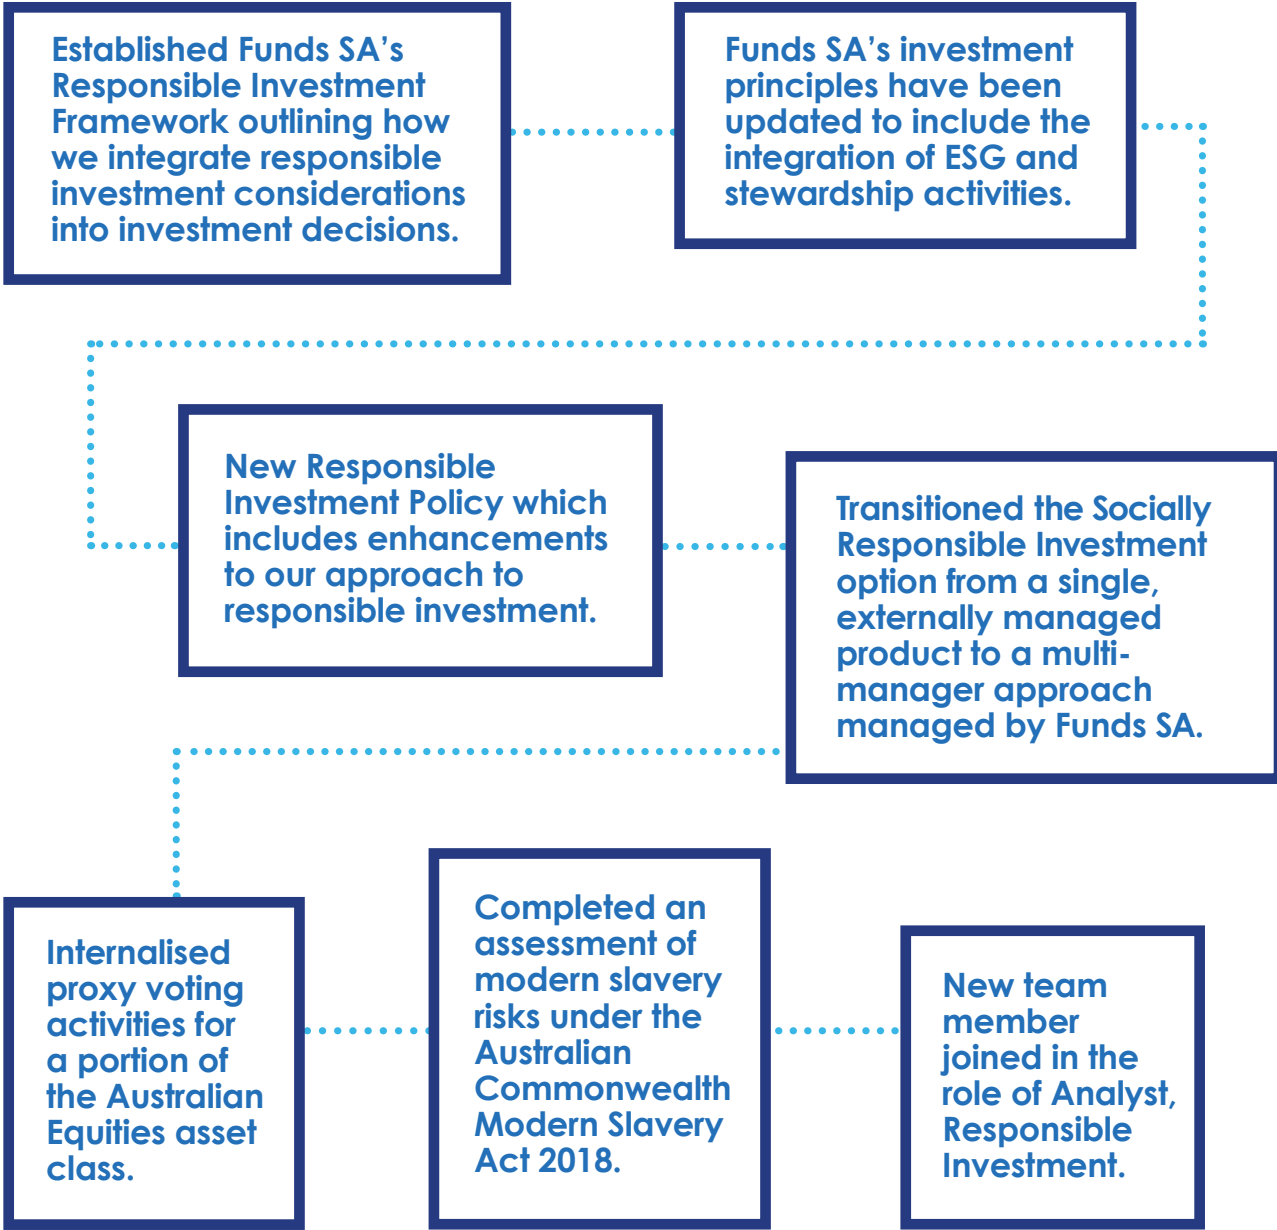 Established Funds SA’s
Responsible Investment
Framework outlining how
we integrate responsible
investment considerations
into investment decisions.
Funds SA’s investment
principles have been
updated to include the
integration of ESG and
stewardship activities.
New Responsible
Investment Policy which
includes enhancements
to our approach to
responsible investment.
Transitioned the Socially
Responsible Investment
option from a single,
externally managed
product to a multi-
manager approach
managed by Funds SA.
Internalised
proxy voting
activities for
a portion of
the Australian
Equities asset
class.
Completed an
assessment of
modern slavery
risks under the
Australian
Commonwealth
Modern Slavery
Act 2018.
New team
member
joined in the
role of Analyst,
Responsible
Investment.